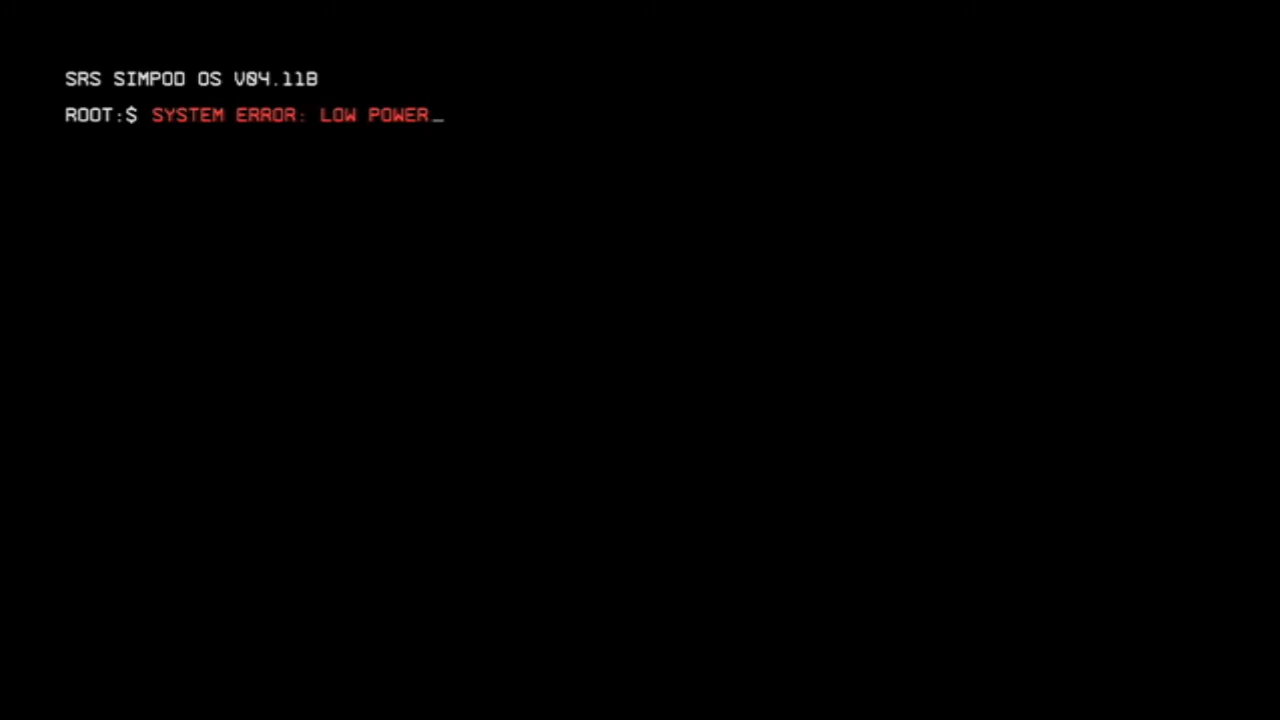 SRS SIMPOD OS V04.11B
ROOT:$ SYSTEM ERROR: LOW POWER_